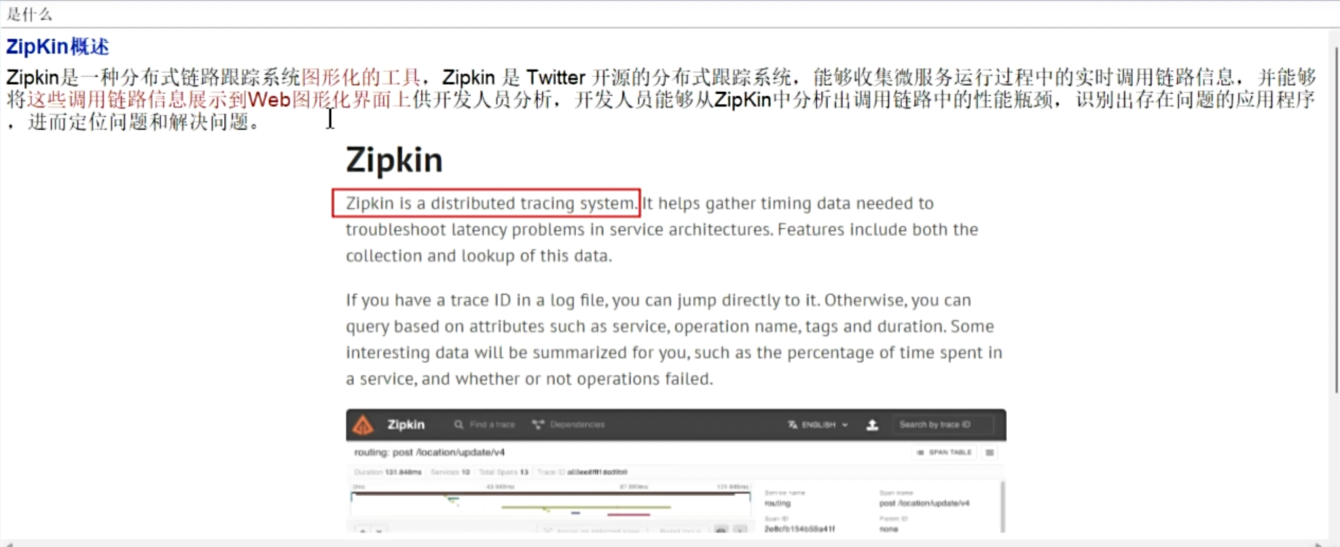 是什么
ZipKin概述
Zipkin是一种分布式链路跟踪系统图形化的工具，Zipkin 是 Twitter 开源的分布式跟踪系统，能够收集微服务运行过程中的实时调用链路信息，并能够
将这些调用链路信息展示到Web图形化界面上供开发人员分析，开发人员能够从ZipKin中分析出调用链路中的性能瓶颈，识别出存在问题的应用程序
，进而定位问题和解决问题。
Zipkin
Zipkin is a distributed tracing system. It helps gather timing data needed to
troubleshoot latency problems in service architectures. Features include both the
collection and lookup of this data.
If you have a trace ID in a log file, you can jump directly to it. Otherwise, you can
query based on attributes such as service, operation name, tags and duration. Some
interesting data will be summarized for you, such as the percentage of time spent in
a service, and whether or not operations failed.
Zipkin Find a trace Dependencies ENGLISH Search by trace ID
routing: post /location/update/v4 SPAN TABLE
Duration 131.848ms Services 10 Total Spans 13 Trace ID
0ms 43.949ms 87.899ms 131.848ms
Service name Span name
routing post /location/update/v4
Span ID Parent ID
none